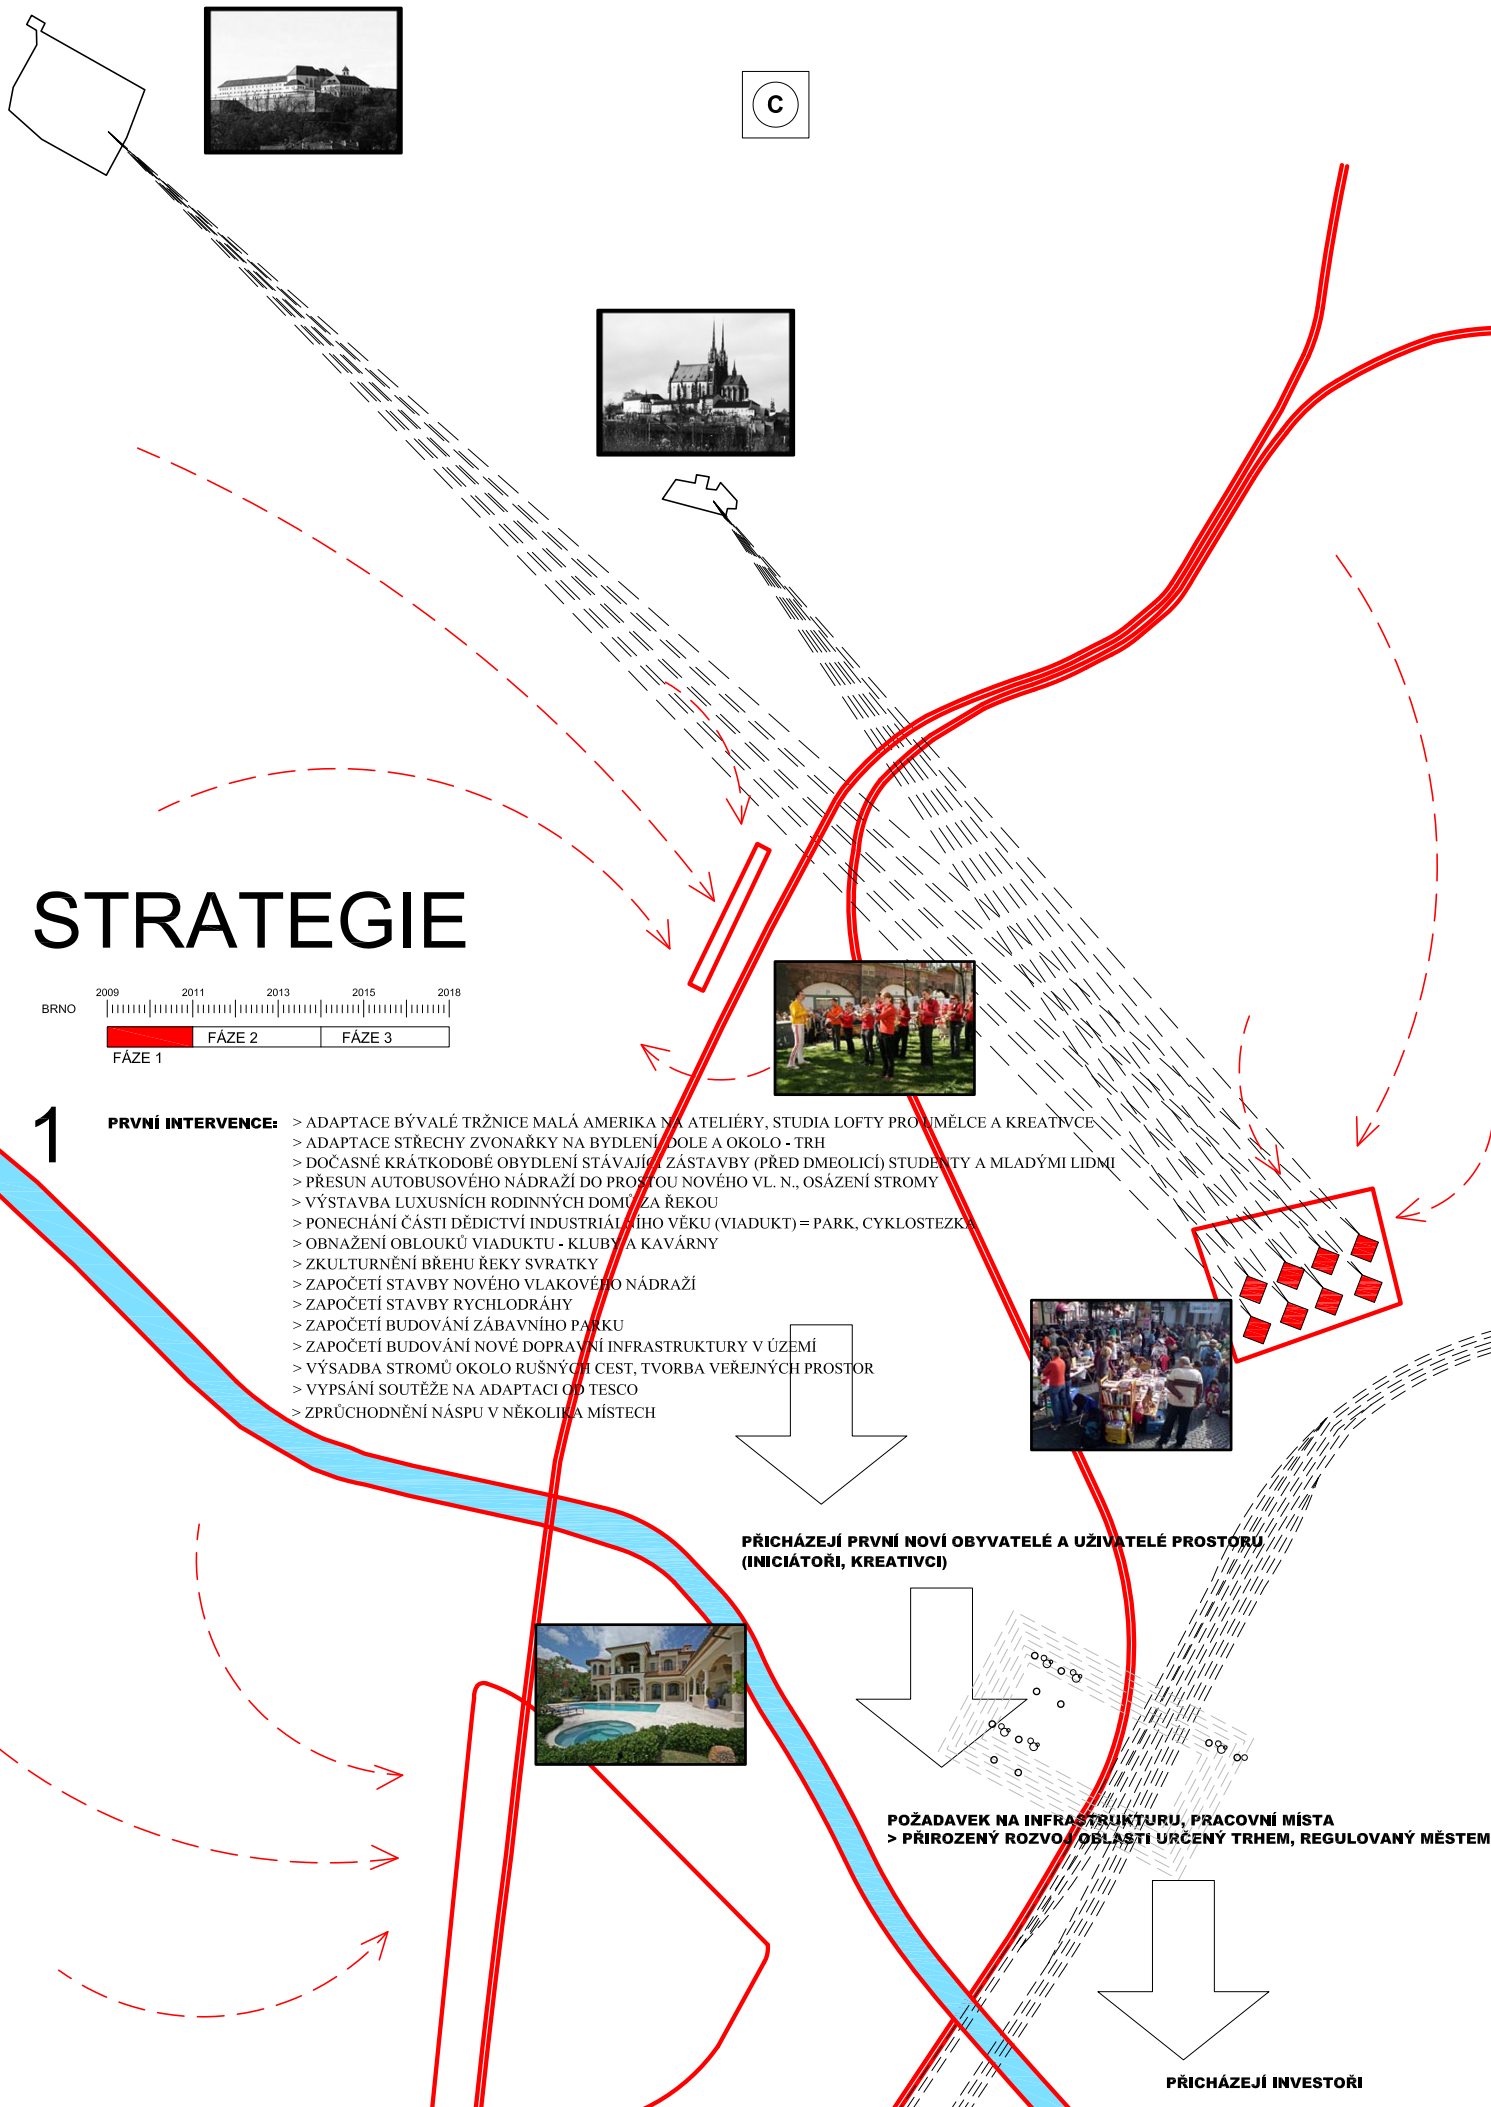 C
STRATEGIE
2009 2011 2013 2015 2018
BRNO
FÁZE 2 FÁZE 3
FÁZE 1
1
PRVNÍ INTERVENCE: > ADAPTACE BÝVALÉ TRŽNICE MALÁ AMERIKA NA ATELIÉRY, STUDIA LOFTY PRO UMĚLCE A KREATIVCE
> ADAPTACE STŘECHY ZVONAŘKY NA BYDLENÍ, DOLE A OKOLO - TRH
> DOČASNÉ KRÁTKODOBÉ OBYDLENÍ STÁVAJÍCÍ ZÁSTAVBY (PŘED DMEOLICÍ) STUDENTY A MLADÝMI LIDMI
> PŘESUN AUTOBUSOVÉHO NÁDRAŽÍ DO PROSTOU NOVÉHO VL. N., OSÁZENÍ STROMY
> VÝSTAVBA LUXUSNÍCH RODINNÝCH DOMŮ ZA ŘEKOU
> PONECHÁNÍ ČÁSTI DĚDICTVÍ INDUSTRIÁLNÍHO VĚKU (VIADUKT) = PARK, CYKLOSTEZKA
> OBNAŽENÍ OBLOUKŮ VIADUKTU - KLUBY A KAVÁRNY
> ZKULTURNĚNÍ BŘEHU ŘEKY SVRATKY
> ZAPOČETÍ STAVBY NOVÉHO VLAKOVÉHO NÁDRAŽÍ
> ZAPOČETÍ STAVBY RYCHLODRÁHY
> ZAPOČETÍ BUDOVÁNÍ ZÁBAVNÍHO PARKU
> ZAPOČETÍ BUDOVÁNÍ NOVÉ DOPRAVNÍ INFRASTRUKTURY V ÚZEMÍ
> VÝSADBA STROMŮ OKOLO RUŠNÝCH CEST, TVORBA VEŘEJNÝCH PROSTOR
> VYPSÁNÍ SOUTĚŽE NA ADAPTACI OD TESCO
> ZPRŮCHODNĚNÍ NÁSPU V NĚKOLIKA MÍSTECH
PŘICHÁZEJÍ PRVNÍ NOVÍ OBYVATELÉ A UŽIVATELÉ PROSTORU
(INICIÁTOŘI, KREATIVCI)
POŽADAVEK NA INFRASTRUKTURU, PRACOVNÍ MÍSTA
> PŘIROZENÝ ROZVOJ OBLASTI URČENÝ TRHEM, REGULOVANÝ MĚSTEM
PŘICHÁZEJÍ INVESTOŘI